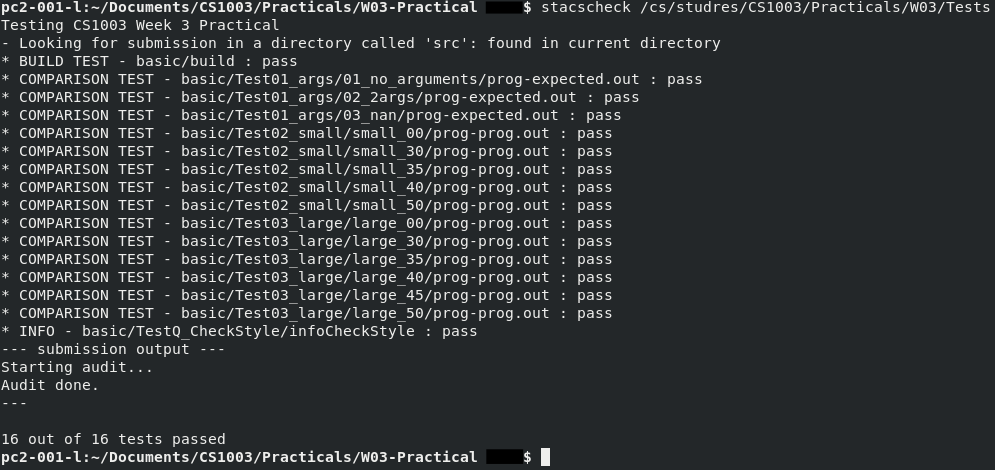 pc2-001-l:~/Documents/CS1003/Practicals/W03-Practical $ stacscheck /cs/studres/CS1003/Practicals/W03/Tests
Testing CS1003 Week 3 Practical
- Looking for submission in a directory called 'src': found in current directory
* BUILD TEST - basic/build : pass
* COMPARISON TEST - basic/Test01_args/01_no_arguments/prog-expected.out : pass
* COMPARISON TEST - basic/Test01_args/02_2args/prog-expected.out : pass
* COMPARISON TEST - basic/Test01_args/03_nan/prog-expected.out : pass
* COMPARISON TEST - basic/Test02_small/small_00/prog-prog.out : pass
* COMPARISON TEST - basic/Test02_small/small_30/prog-prog.out : pass
* COMPARISON TEST - basic/Test02_small/small_35/prog-prog.out : pass
* COMPARISON TEST - basic/Test02_small/small_40/prog-prog.out : pass
* COMPARISON TEST - basic/Test02_small/small_50/prog-prog.out : pass
* COMPARISON TEST - basic/Test03_large/large_00/prog-prog.out : pass
* COMPARISON TEST - basic/Test03_large/large_30/prog-prog.out : pass
* COMPARISON TEST - basic/Test03_large/large_35/prog-prog.out : pass
* COMPARISON TEST - basic/Test03_large/large_40/prog-prog.out : pass
* COMPARISON TEST - basic/Test03_large/large_45/prog-prog.out : pass
* COMPARISON TEST - basic/Test03_large/large_50/prog-prog.out : pass
* INFO - basic/TestQ_CheckStyle/infoCheckStyle : pass
--- submission output ---
Starting audit...
Audit done.
---
16 out of 16 tests passed
pc2-001-l:~/Documents/CS1003/Practicals/W03-Practical $